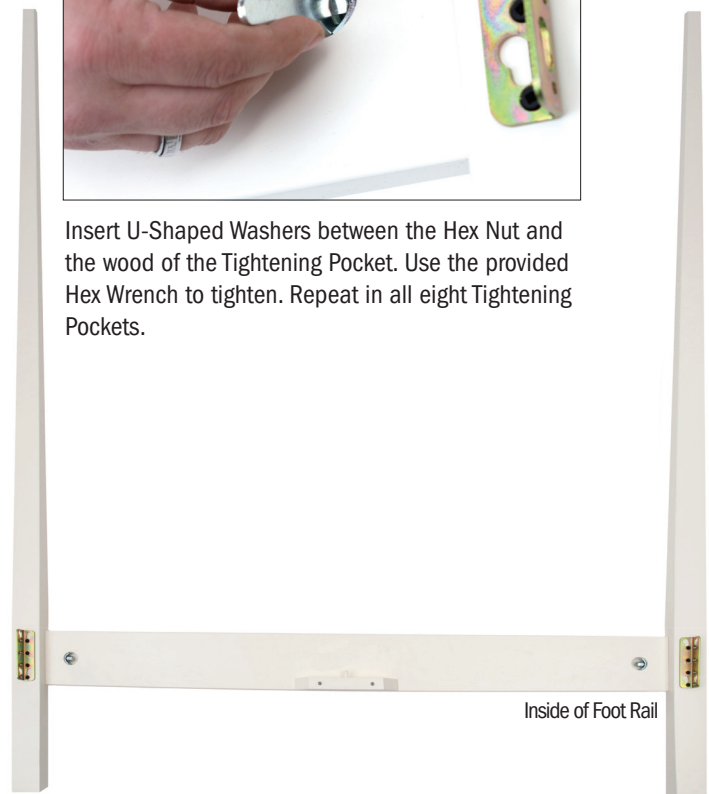 Insert U-Shaped Washers between the Hex Nut and
the wood of the Tightening Pocket. Use the provided
Hex Wrench to tighten. Repeat in all eight Tightening
Pockets.
Inside of Foot Rail